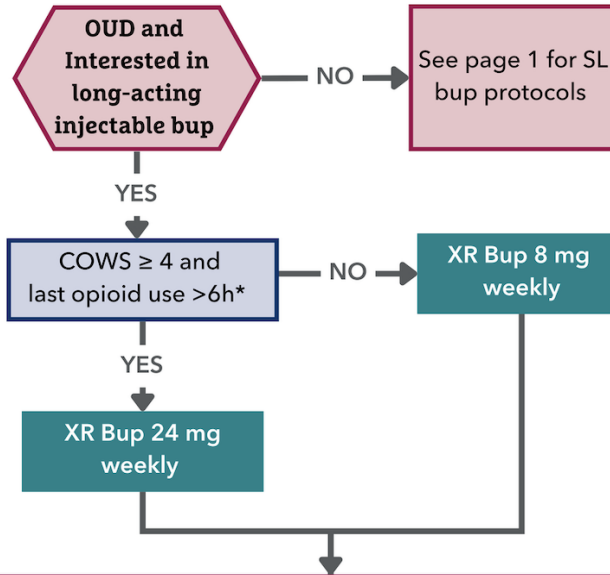 OUD and
Interested in
long-acting
injectable bup
NO
See page 1 for SL
bup protocols
YES
COWS ≥ 4 and
last opioid use >6h*
NO
XR Bup 8 mg
weekly
YES
XR Bup 24 mg
weekly